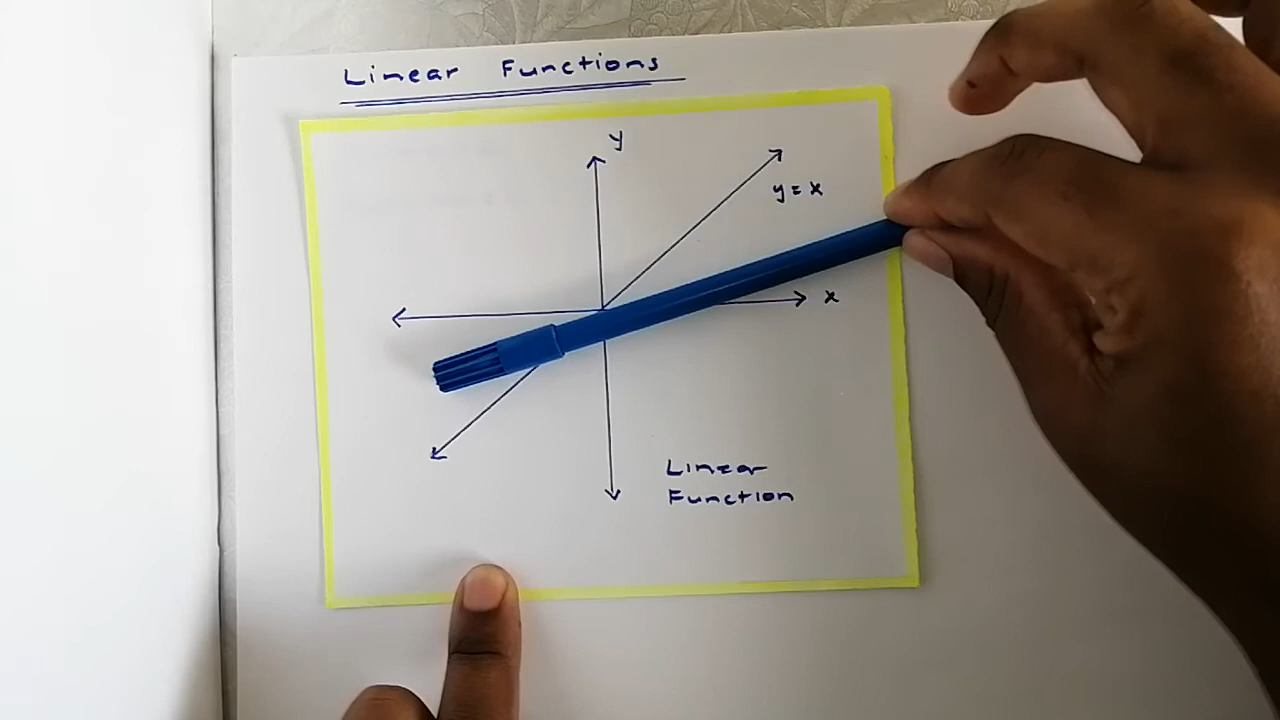 Linear Functions
y
y = x
x
Linear
Function